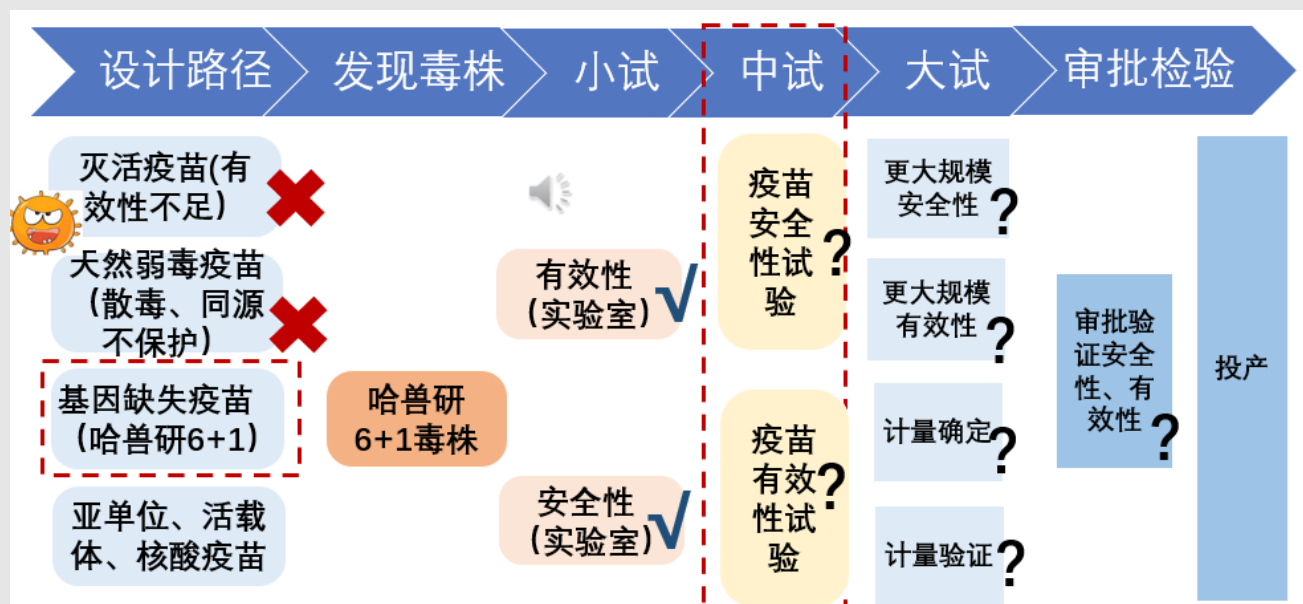 设计路径
发现毒株
小试
中试
大试
审批检验
灭活疫苗(有
效性不足）
天然弱毒疫苗
（散毒、同源
不保护）
基因缺失疫苗
（哈兽研6+1）
亚单位、活载
体、核酸疫苗
哈兽研
6+1毒株
有效性
（实验室）
√
安全性
（实验室）
√
疫苗
安全
性试
验
?
疫苗
有效
性试
验
?
更大规模
安全性
?
更大规模
有效性
?
计量确定
?
计量验证
?
审批验
证安全
性、有
效性
?
投产